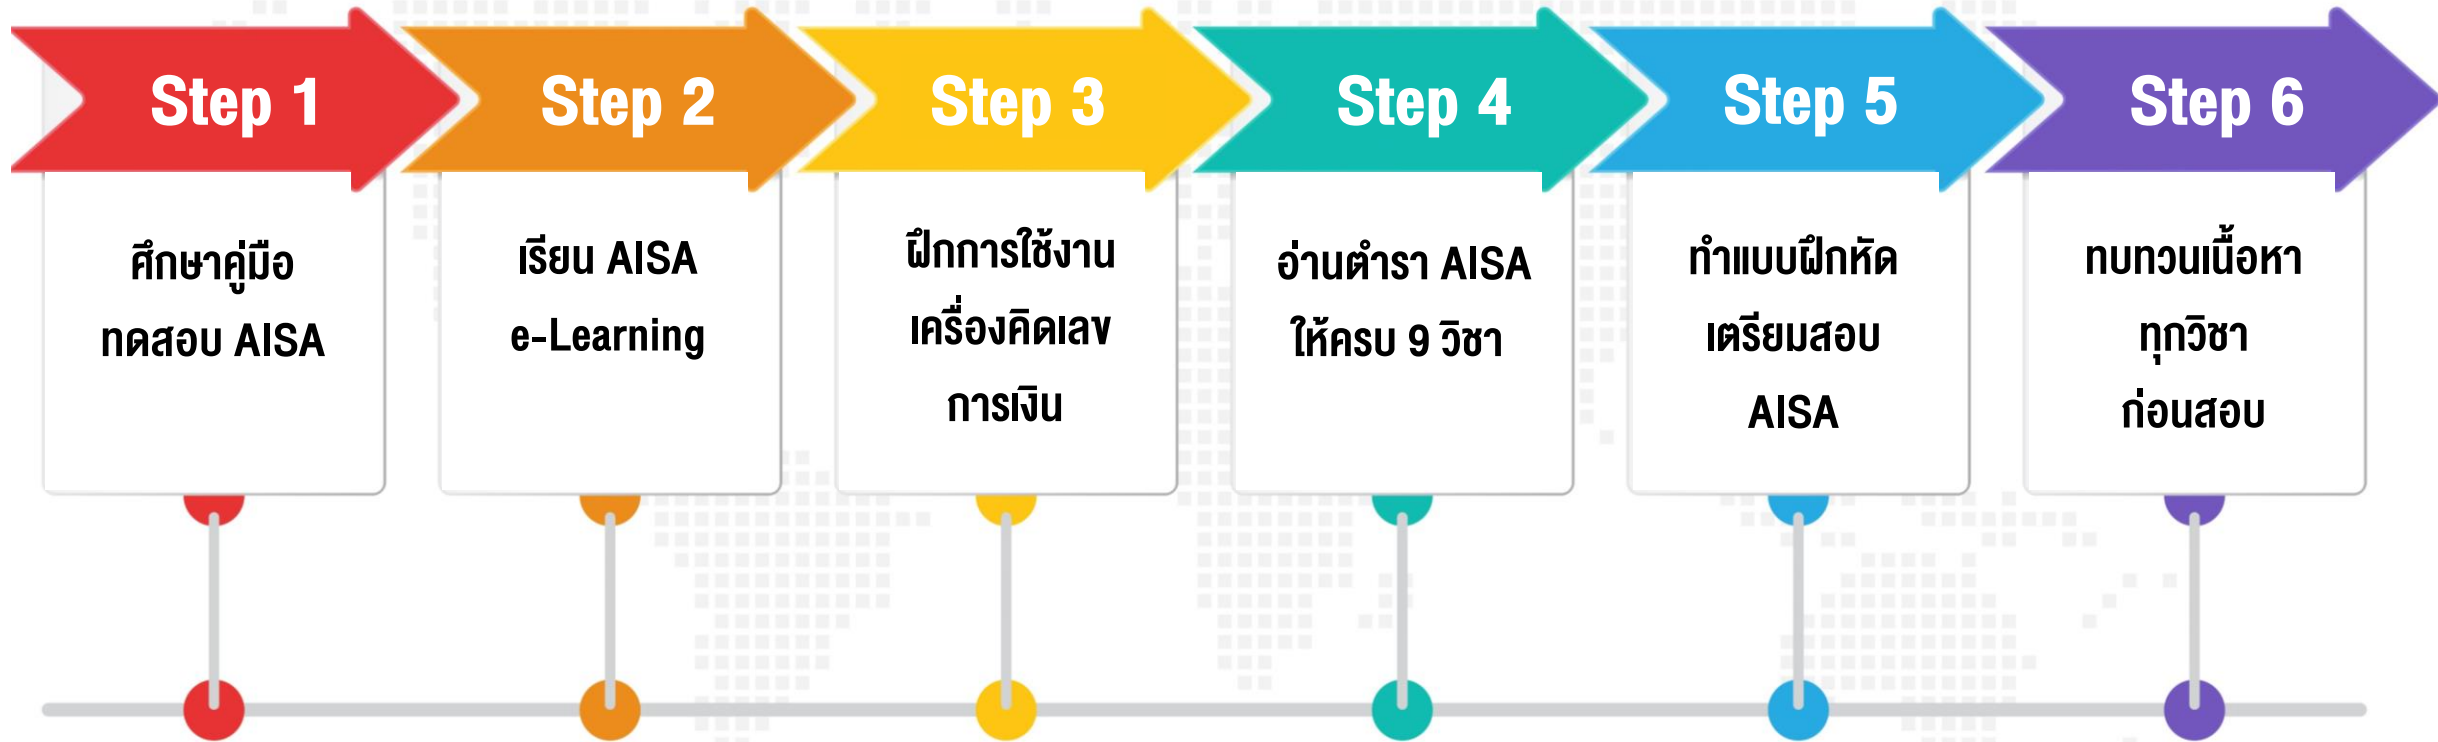 Step 1
ศึกษาคู่มือ
ทดสอบ AISA
Step 2
เรียน AISA
e-Learning
Step 3
ฝึกการใช้งาน
เครื่องคิดเลข
การเงิน
Step 4
อ่านตำรา AISA
ให้ครบ 9 วิชา
Step 5
ทำแบบฝึกหัด
เตรียมสอบ
AISA
Step 6
ทบทวนเนื้อหา
ทุกวิชา
ก่อนสอบ